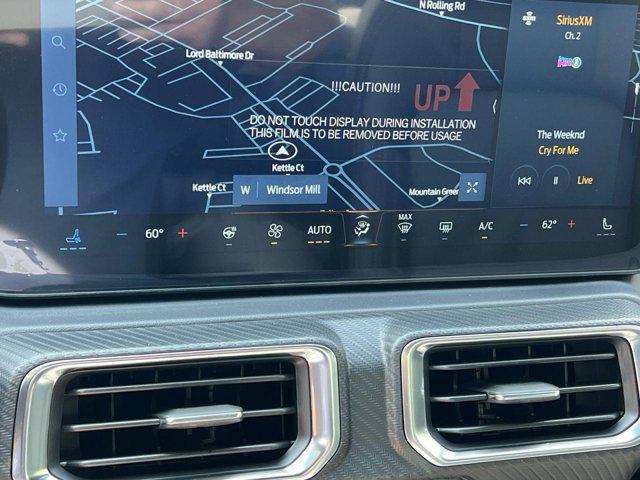 N Rolling Rd
SiriusXM
Ch. 2
Lord Baltimore Dr
!!!CAUTION!!!
UP
DO NOT TOUCH DISPLAY DURING INSTALLATION
THIS FILM IS TO BE REMOVED BEFORE USAGE
The Weeknd
Cry For Me
Kettle Ct
Kettle Ct
W Windsor Mill
Mountain Green
Live
60°
AUTO
MAX
A/C
62°